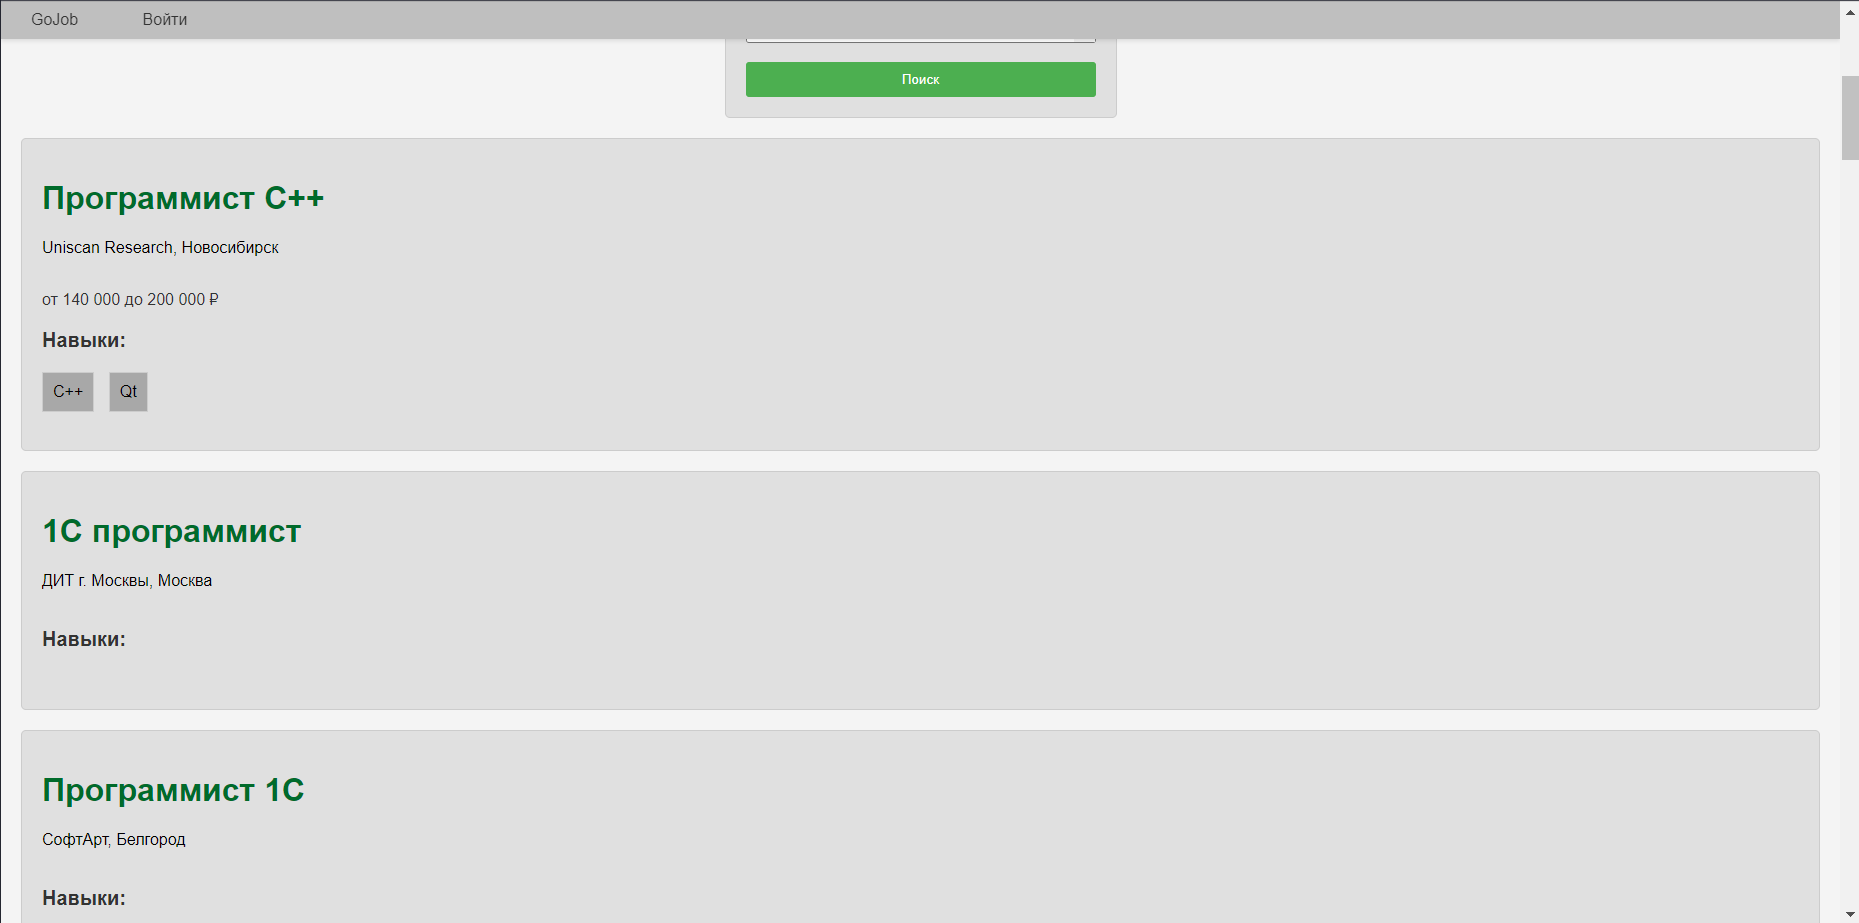 GoJob Войти
Поиск
Программист C++
Uniscan Research, Новосибирск
от 140 000 до 200 000 ₽
Навыки:
C++ Qt
1С программист
ДИТ г. Москвы, Москва
Навыки:
Программист 1С
СофтАрт, Белгород
Навыки: